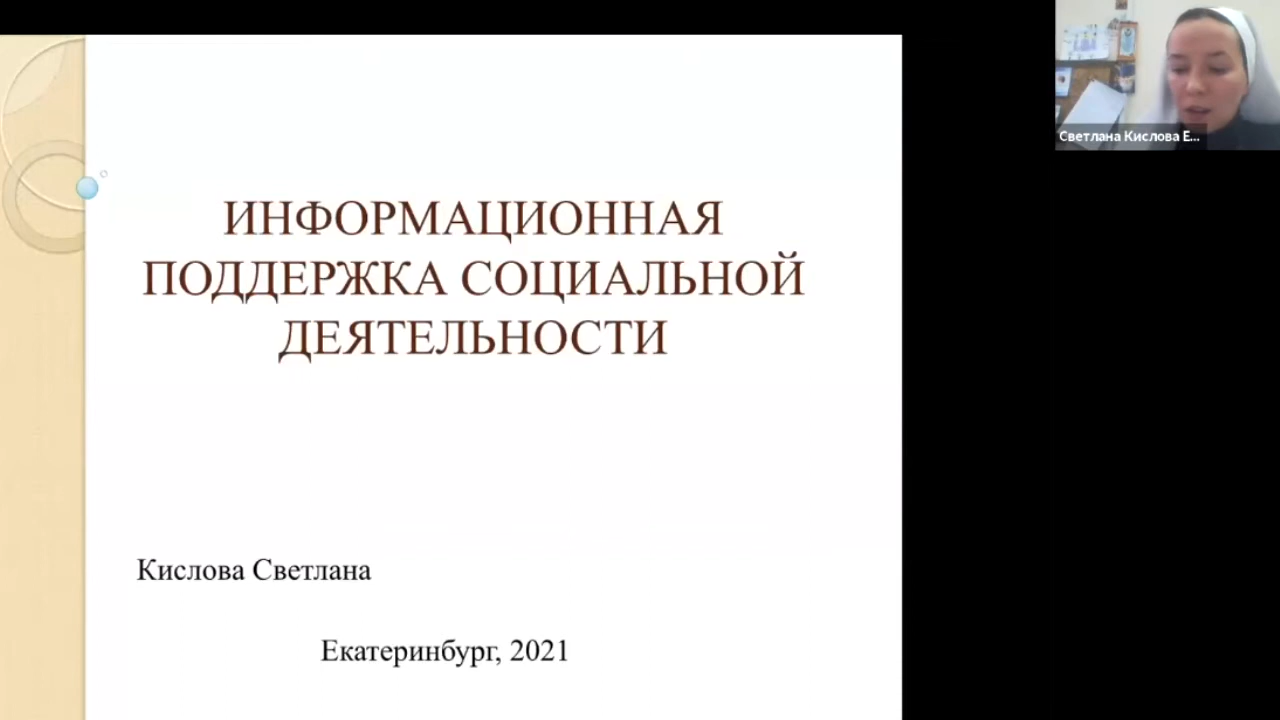 ИНФОРМАЦИОННАЯ
ПОДДЕРЖКА СОЦИАЛЬНОЙ
ДЕЯТЕЛЬНОСТИ
Кислова Светлана
Екатеринбург, 2021
Светлана Кислова Е...